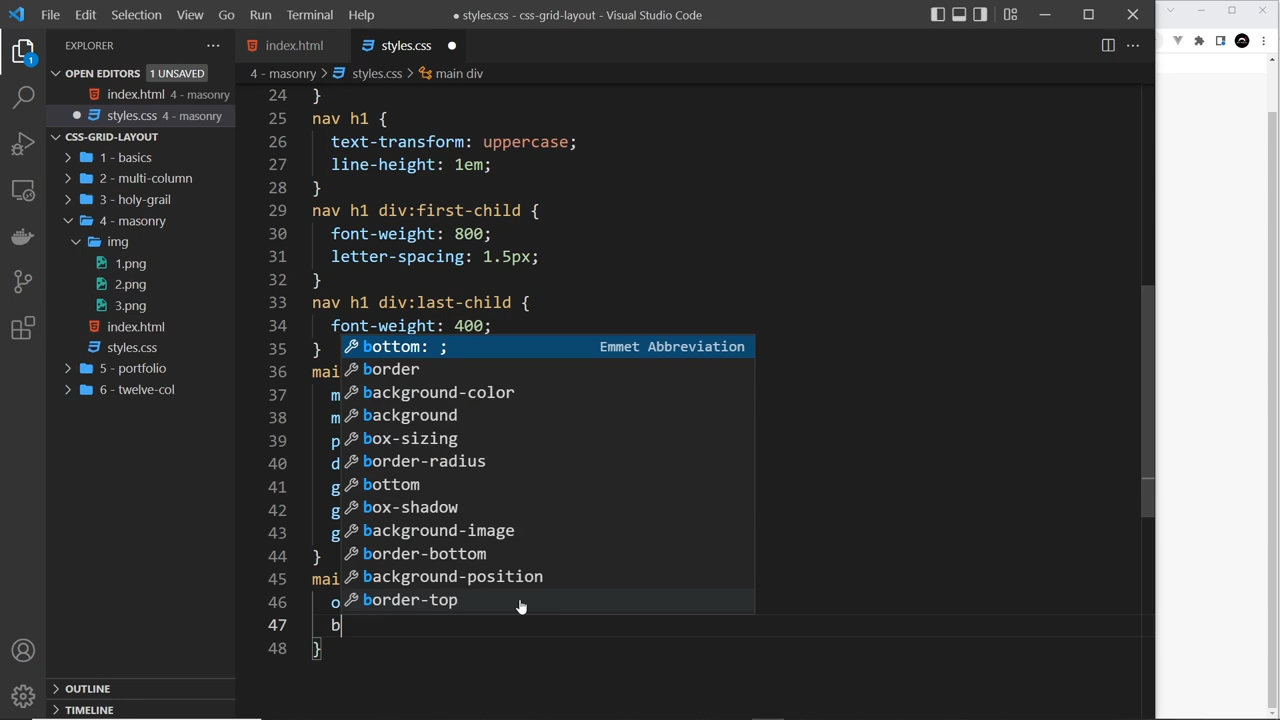 File Edit Selection View Go Run Terminal Help
● styles.css - css-grid-layout - Visual Studio Code
EXPLORER
OPEN EDITORS 1 UNSAVED
index.html 4 - masonry
styles.css 4 - masonry
CSS-GRID-LAYOUT
1 - basics
2 - multi-column
3 - holy-grail
4 - masonry
img
1.png
2.png
3.png
index.html
styles.css
5 - portfolio
6 - twelve-col
OUTLINE
TIMELINE
1
index.html styles.css
4 - masonry > styles.css > main div
24 }
25 nav h1 {
26 text-transform: uppercase;
27 line-height: 1em;
28 }
29 nav h1 div:first-child {
30 font-weight: 800;
31 letter-spacing: 1.5px;
32 }
33 nav h1 div:last-child {
34 font-weight: 400;
35 }
36 mai
37 m
38 m
39 p
40 d
41 g
42 g
43 g
44 }
45 mai
46 o
47 b
48 }
bottom: ; Emmet Abbreviation
border
background-color
background
box-sizing
border-radius
bottom
box-shadow
background-image
border-bottom
background-position
border-top